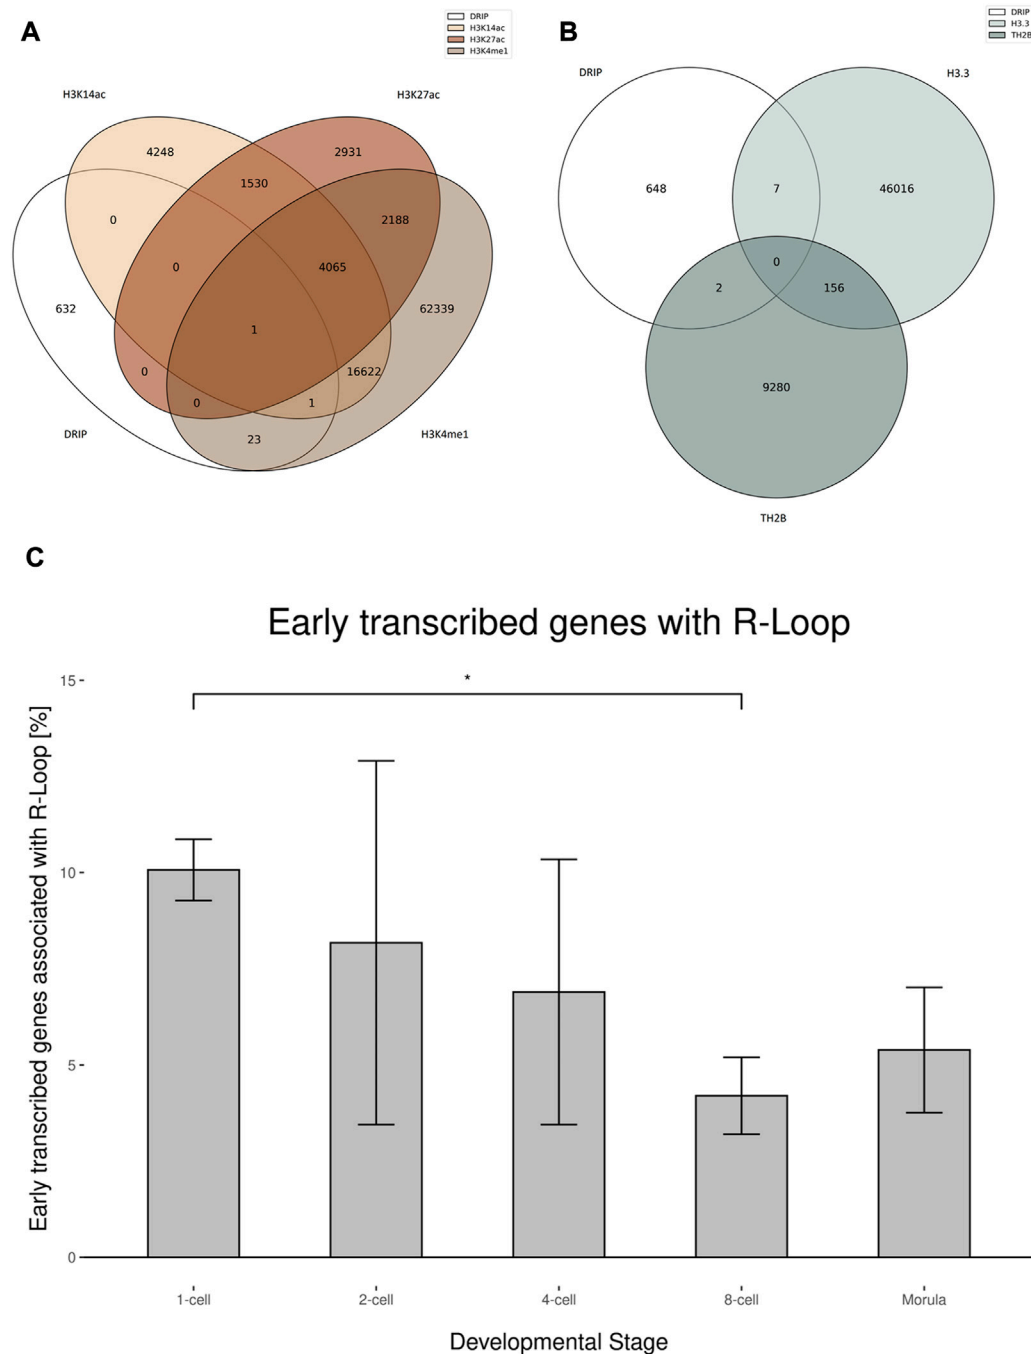 A
DRIP
H3K14ac
H3K27ac
H3K4me1
H3K14ac
H3K27ac
4248
2931
1530
0
2188
0
4065
632
62339
1
0
16622
0
1
23
DRIP
H3K4me1
B
DRIP
H3.3
TH2B
DRIP
H3.3
648
7
46016
0
2
156
9280
TH2B
C
Early transcribed genes with R-Loop
Early transcribed genes associated with R-Loop [%]
15
10
5
0
*
1-cell
2-cell
4-cell
8-cell
Morula
Developmental Stage